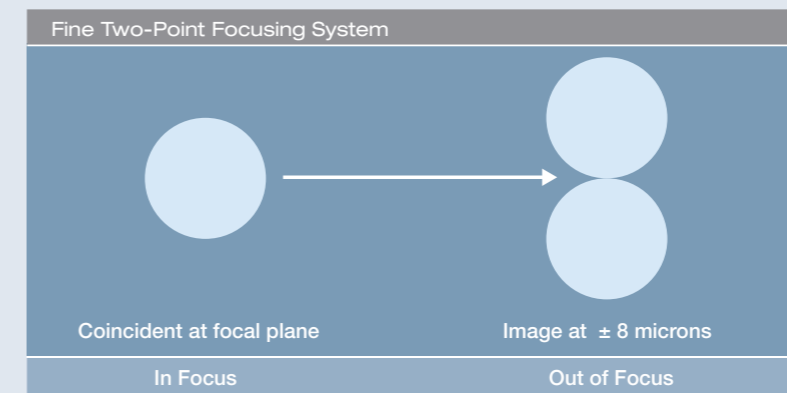 Fine Two-Point Focusing System
Coincident at focal plane
Image at ± 8 microns
In Focus
Out of Focus